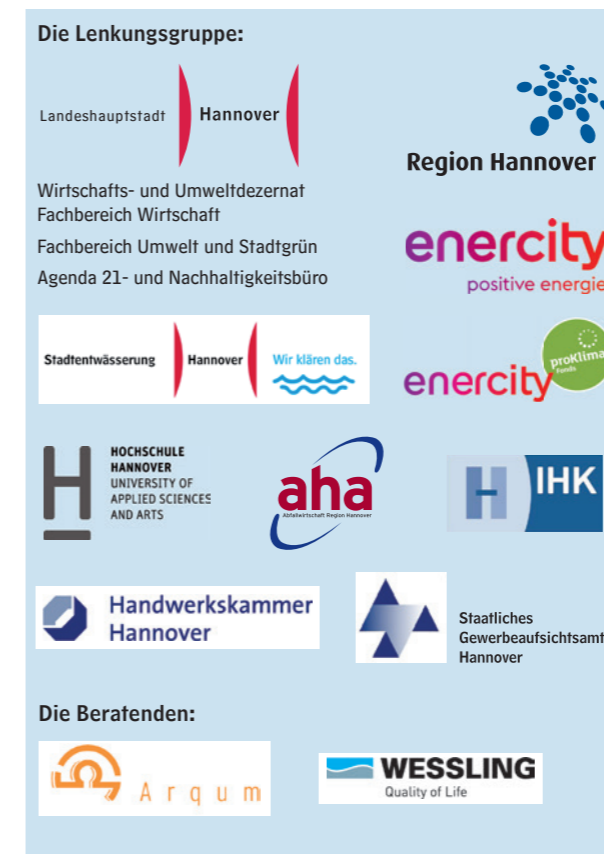 Die Lenkungsgruppe:
Landeshauptstadt Hannover
Region Hannover
Wirtschafts- und Umweltdezernat
Fachbereich Wirtschaft
Fachbereich Umwelt und Stadtgrün
Agenda 21- und Nachhaltigkeitsbüro
enercity
positive energie
Stadtentwässerung Hannover Wir klären das.
enercity
proKlima
Fonds
HOCHSCHULE
HANNOVER
UNIVERSITY OF
APPLIED SCIENCES
AND ARTS
aha
Abfallwirtschaft Region Hannover
H IHK
Handwerkskammer
Hannover
Staatliches
Gewerbeaufsichtsamt
Hannover
Die Beratenden:
Arqum
WESSLING
Quality of Life